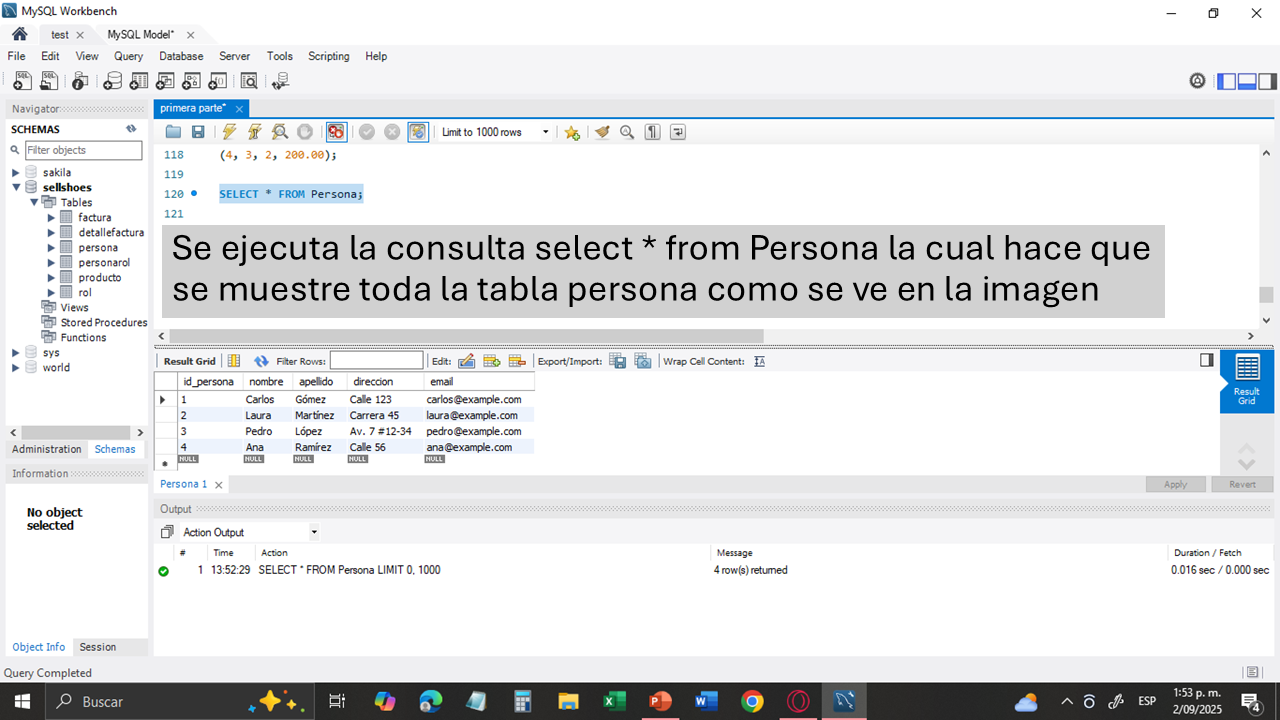 MySQL Workbench
test
MySQL Model*
File Edit View Query Database Server Tools Scripting Help
Navigator
primera parte*
SCHEMAS
Limit to 1000 rows
Filter objects
118 (4, 3, 2, 200.00);
119
120 SELECT * FROM Persona;
121
sakila
sellshoes
Tables
factura
detallefactura
persona
personarol
producto
rol
Views
Stored Procedures
Functions
sys
world
Se ejecuta la consulta select * from Persona la cual hace que
se muestre toda la tabla persona como se ve en la imagen
Administration Schemas
Information
No object
selected
Object Info Session
Result Grid Filter Rows: Edit: Export/Import: Wrap Cell Content:
Result
Grid
id_persona nombre apellido direccion email
1 Carlos Gómez Calle 123 carlos@example.com
2 Laura Martínez Carrera 45 laura@example.com
3 Pedro López Av. 7 #12-34 pedro@example.com
4 Ana Ramírez Calle 56 ana@example.com
NULL NULL NULL NULL NULL
Persona 1
Apply Revert
Output
Action Output
# Time Action Message Duration / Fetch
1 13:52:29 SELECT * FROM Persona LIMIT 0, 1000 4 row(s) returned 0.016 sec / 0.000 sec
Query Completed
Buscar
ESP
1:53 p. m.
2/09/2025
4